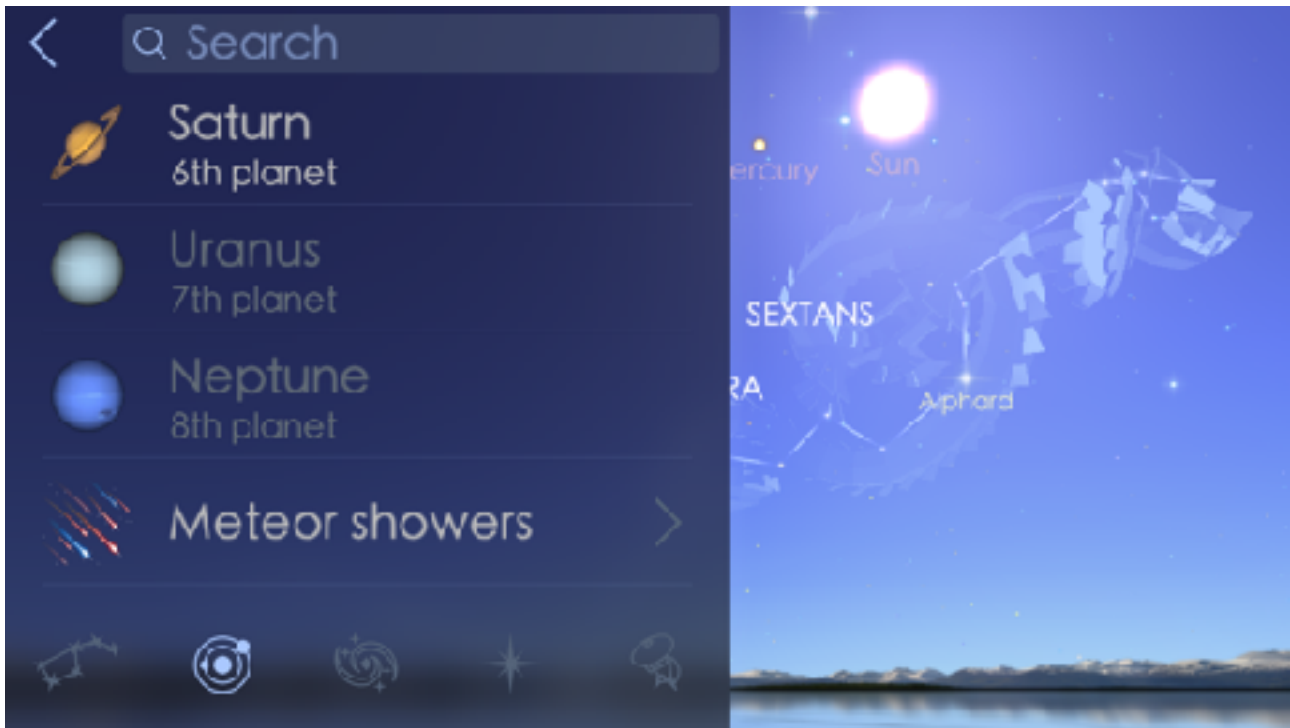 Search
Saturn
6th planet
Uranus
7th planet
Neptune
8th planet
Meteor showers
ercury
Sun
SEXTANS
RA
Alphard